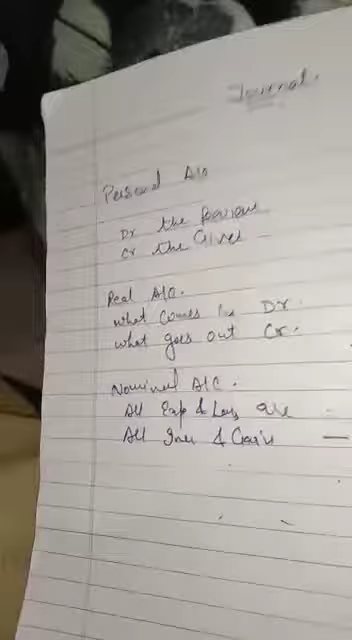 Journal.
Personal A/c
Dr the Receiver
Cr the Giver
Real A/c.
what comes in Dr.
what goes out Cr.
Nominal A/C.
All Exp & Loss are
All Inc & Gain